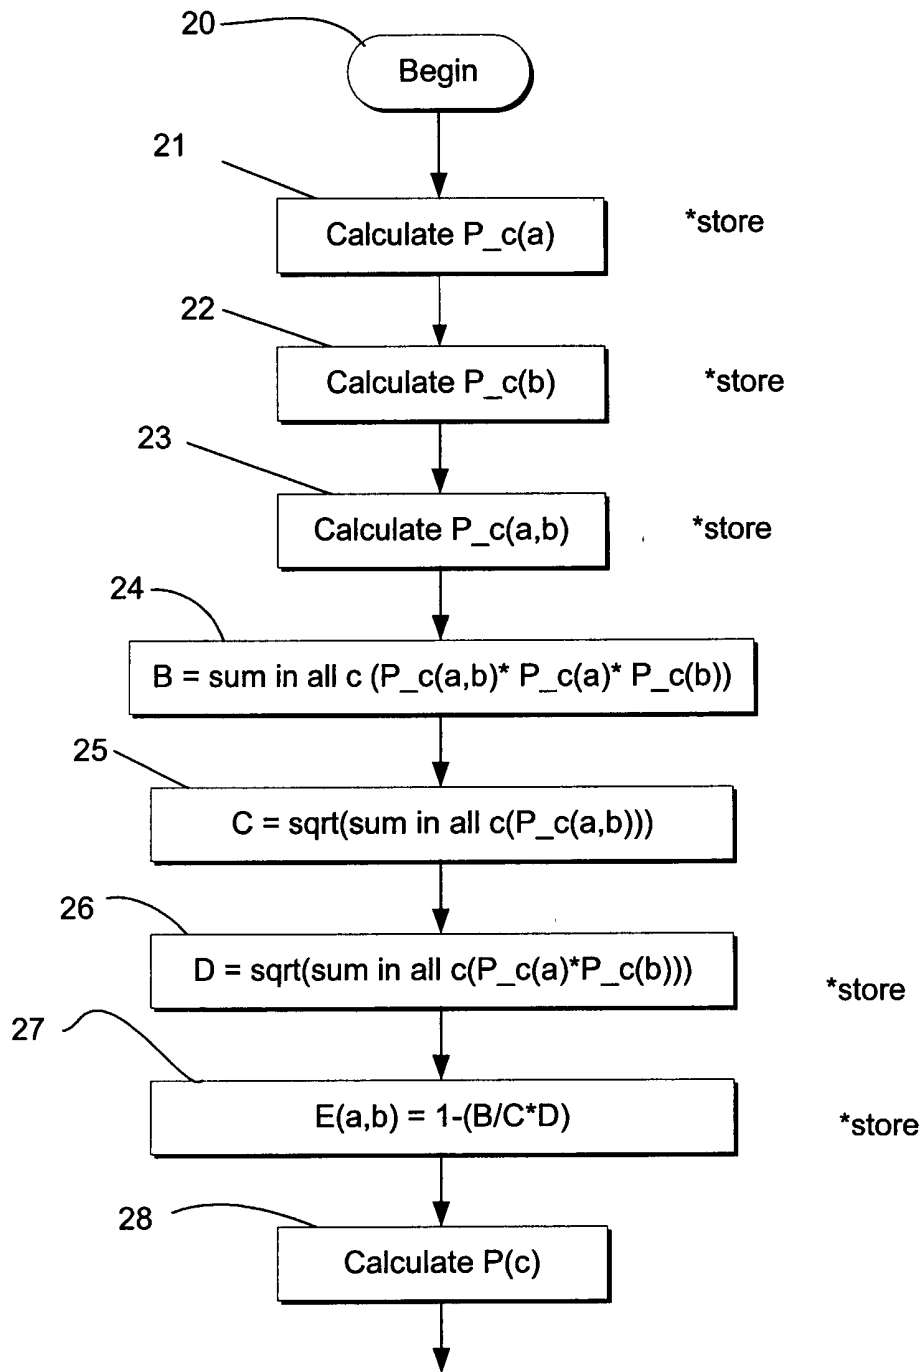 20
Begin
21
Calculate P_c(a)
*store
22
Calculate P_c(b)
*store
23
Calculate P_c(a,b)
*store
24
B = sum in all c (P_c(a,b)* P_c(a)* P_c(b))
25
C = sqrt(sum in all c(P_c(a,b)))
26
D = sqrt(sum in all c(P_c(a)*P_c(b)))
*store
27
E(a,b) = 1-(B/C*D)
*store
28
Calculate P(c)